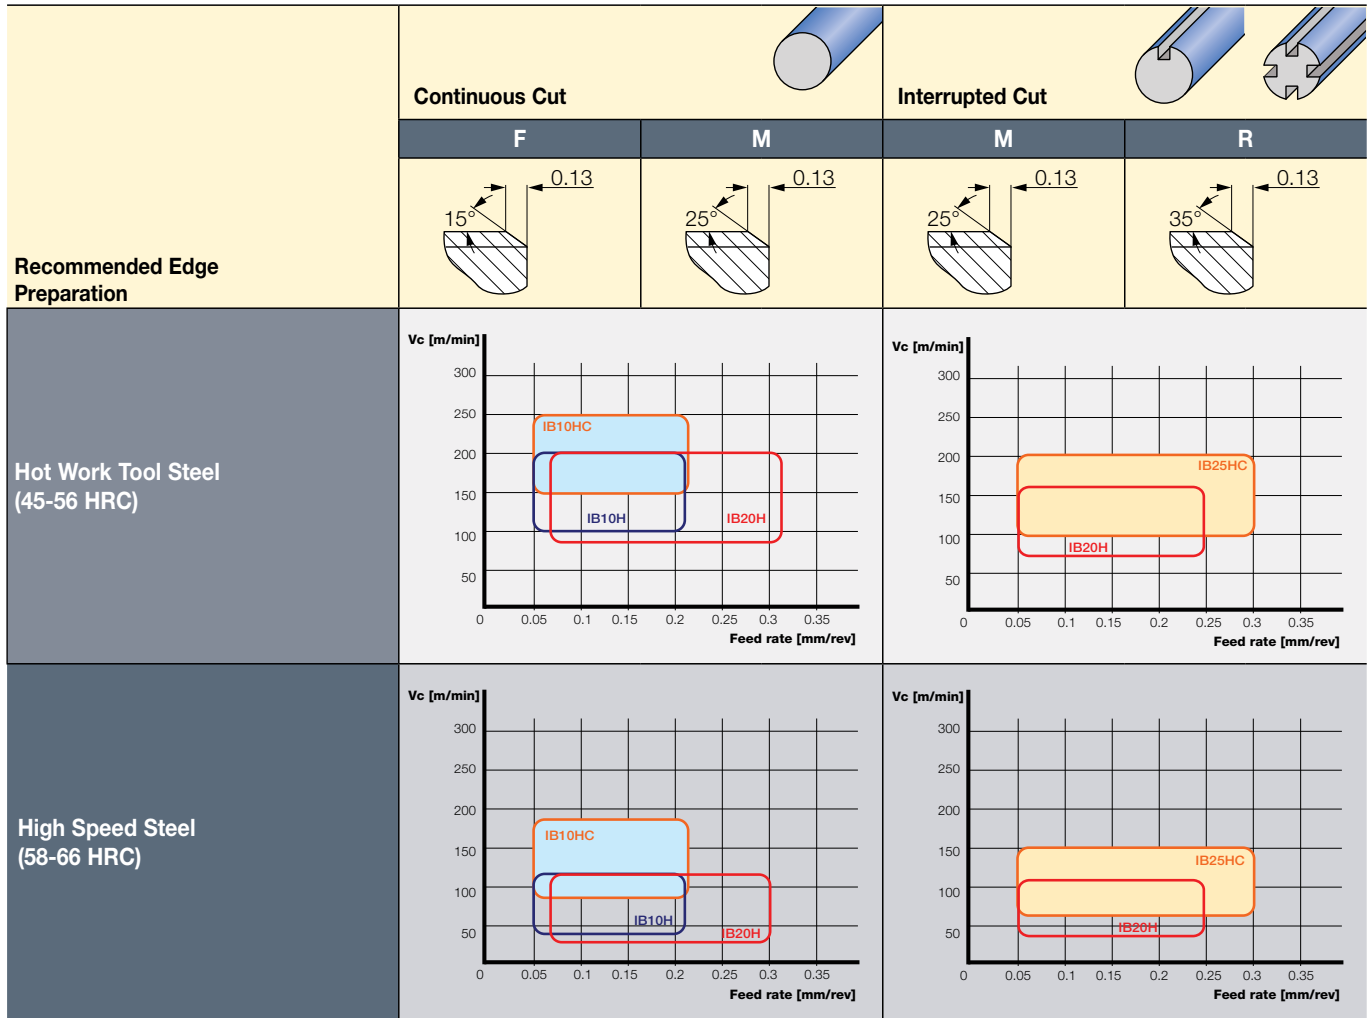 Continuous Cut
Interrupted Cut
F
M
M
R
Recommended Edge
Preparation
15°
0.13
25°
0.13
25°
0.13
35°
0.13
Hot Work Tool Steel
(45-56 HRC)
Vc [m/min]
300
250
200
150
100
50
0
0.05
0.1
0.15
0.2
0.25
0.3
0.35
Feed rate [mm/rev]
IB10HC
IB10H
IB20H
Vc [m/min]
300
250
200
150
100
50
0
0.05
0.1
0.15
0.2
0.25
0.3
0.35
Feed rate [mm/rev]
IB25HC
IB20H
High Speed Steel
(58-66 HRC)
Vc [m/min]
300
250
200
150
100
50
0
0.05
0.1
0.15
0.2
0.25
0.3
0.35
Feed rate [mm/rev]
IB10HC
IB10H
IB20H
Vc [m/min]
300
250
200
150
100
50
0
0.05
0.1
0.15
0.2
0.25
0.3
0.35
Feed rate [mm/rev]
IB25HC
IB20H